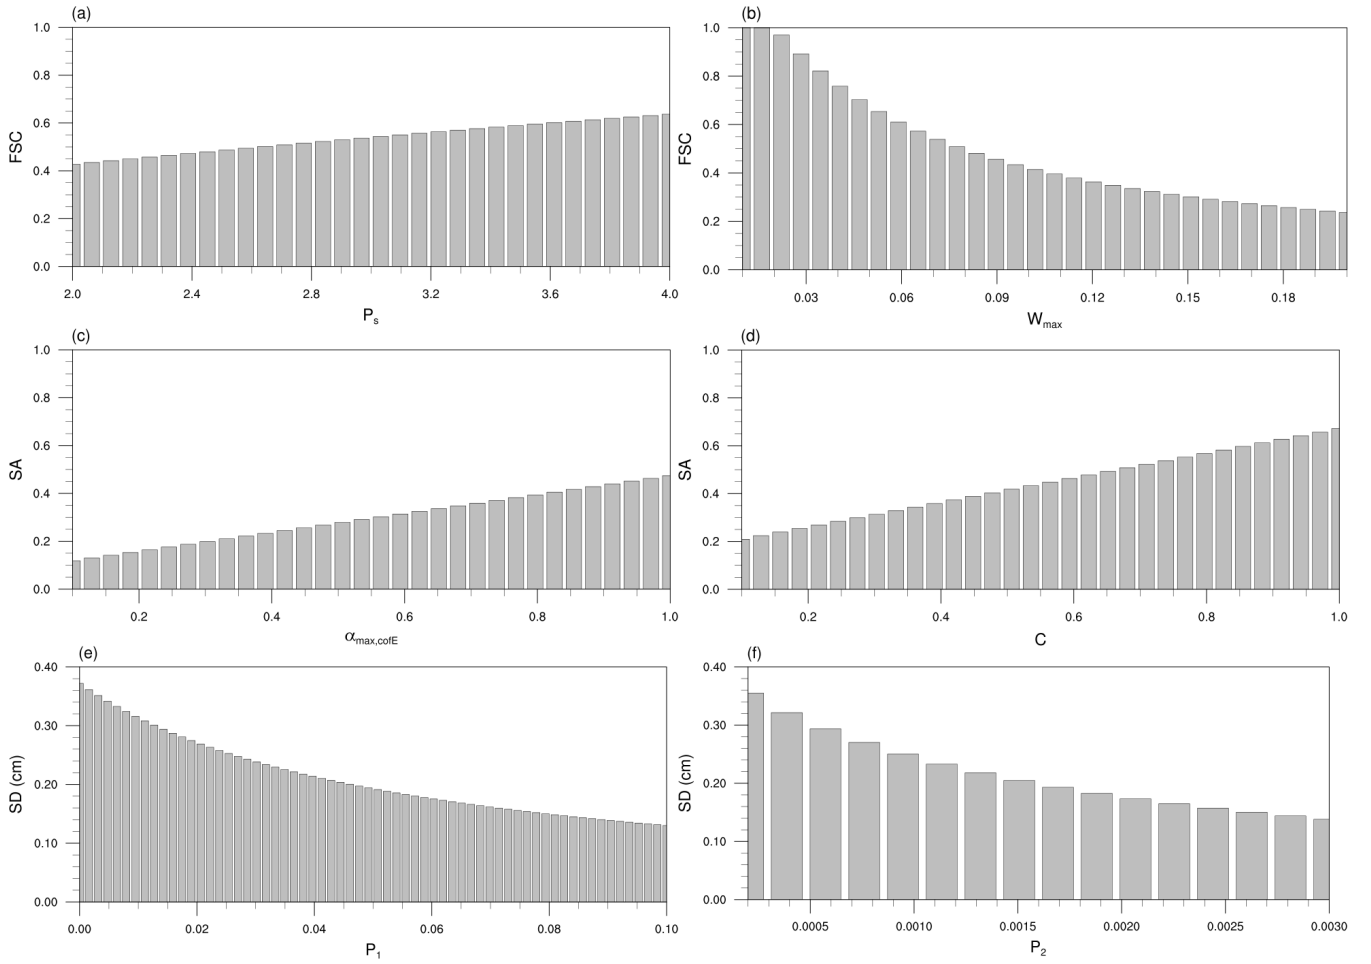 (a)
1.0
0.8
0.6
0.4
0.2
0.0
FSC
2.0 2.4 2.8 3.2 3.6 4.0
Ps
(b)
1.0
0.8
0.6
0.4
0.2
0.0
FSC
0.03 0.06 0.09 0.12 0.15 0.18
Wmax
(c)
1.0
0.8
0.6
0.4
0.2
0.0
SA
0.2 0.4 0.6 0.8 1.0
αmax,cofE
(d)
1.0
0.8
0.6
0.4
0.2
0.0
SA
0.2 0.4 0.6 0.8 1.0
C
(e)
0.40
0.30
0.20
0.10
0.00
SD (cm)
0.00 0.02 0.04 0.06 0.08 0.10
P1
(f)
0.40
0.30
0.20
0.10
0.00
SD (cm)
0.0005 0.0010 0.0015 0.0020 0.0025 0.0030
P2